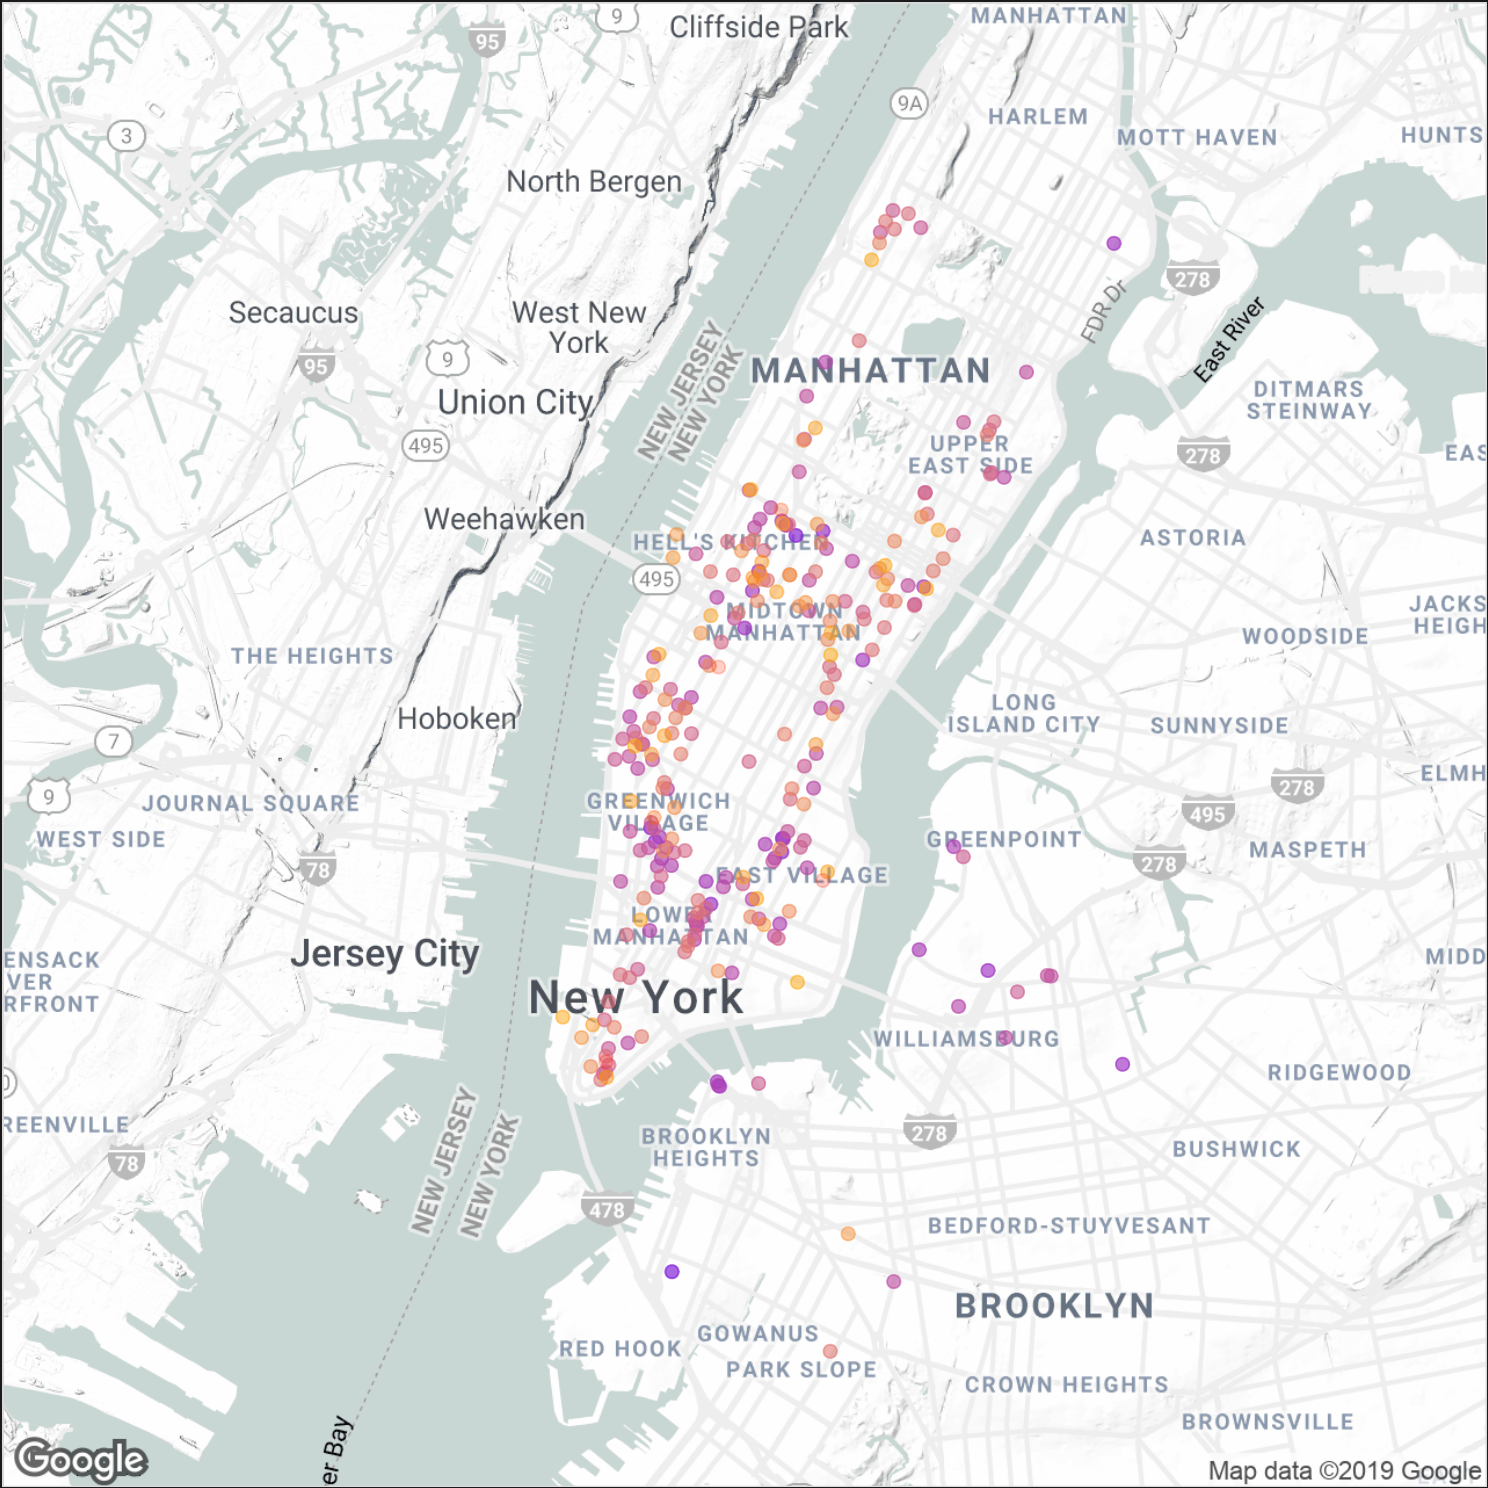 9
Cliffside Park
MANHATTAN
95
9A
HARLEM
3
MOTT HAVEN
HUNTS
North Bergen
278
FDR Dr
East River
Secaucus
West New
York
95
9
NEW JERSEY
NEW YORK
MANHATTAN
DITMARS
STEINWAY
Union City
495
UPPER
EAST SIDE
278
EAS
Weehawken
HELL'S KITCHEN
ASTORIA
495
MIDTOWN
MANHATTAN
JACKS
HEIGH
WOODSIDE
THE HEIGHTS
Hoboken
LONG
ISLAND CITY
SUNNYSIDE
7
9
278
ELMH
JOURNAL SQUARE
GREENWICH
VILLAGE
495
WEST SIDE
GREENPOINT
MASPETH
78
278
EAST VILLAGE
LOWER
MANHATTAN
Jersey City
ENSACK
VER
RFRONT
MIDD
New York
WILLIAMSBURG
RIDGEWOOD
REENVILLE
78
NEW JERSEY
NEW YORK
BROOKLYN
HEIGHTS
278
BUSHWICK
478
BEDFORD-STUYVESANT
BROOKLYN
RED HOOK
GOWANUS
PARK SLOPE
CROWN HEIGHTS
BROWNSVILLE
er Bay
Google
Map data ©2019 Google